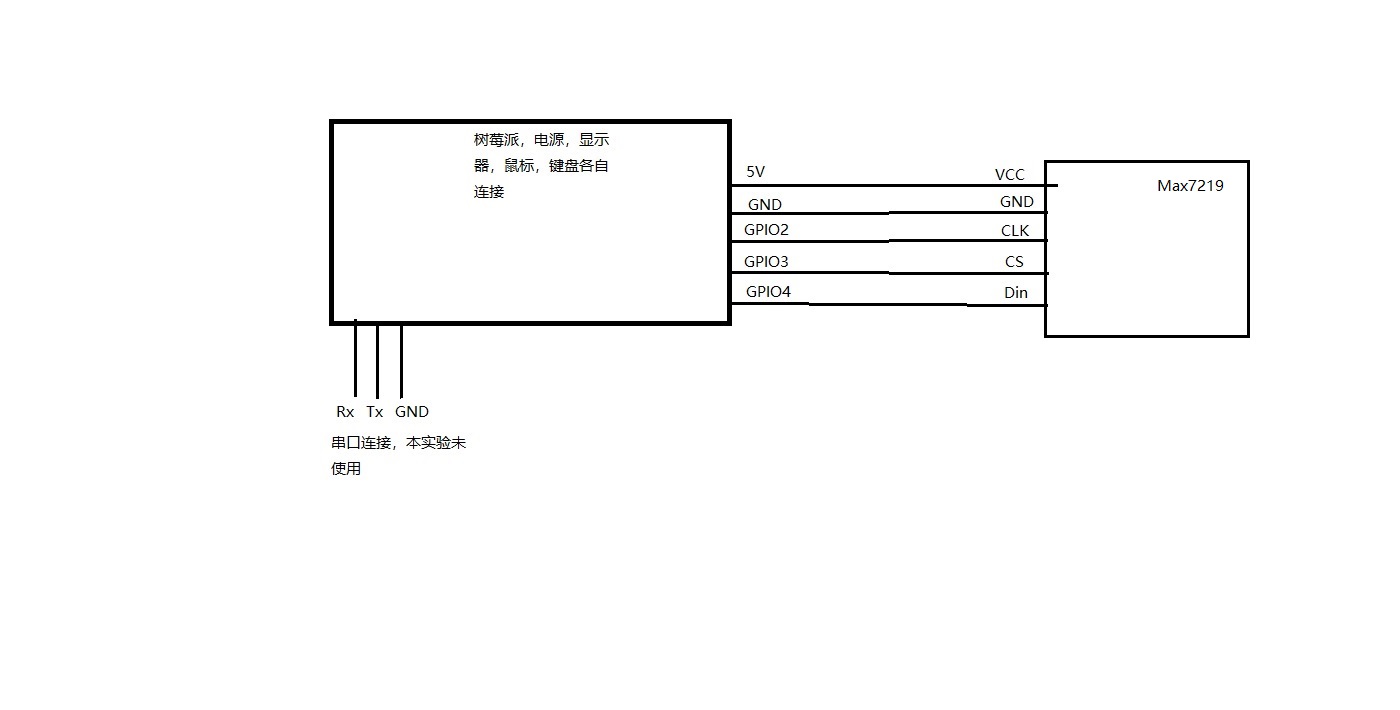 树莓派，电源，显示
器，鼠标，键盘各自
连接
5V
GND
GPIO2
GPIO3
GPIO4
VCC
GND
CLK
CS
Din
Max7219
Rx Tx GND
串口连接，本实验未
使用